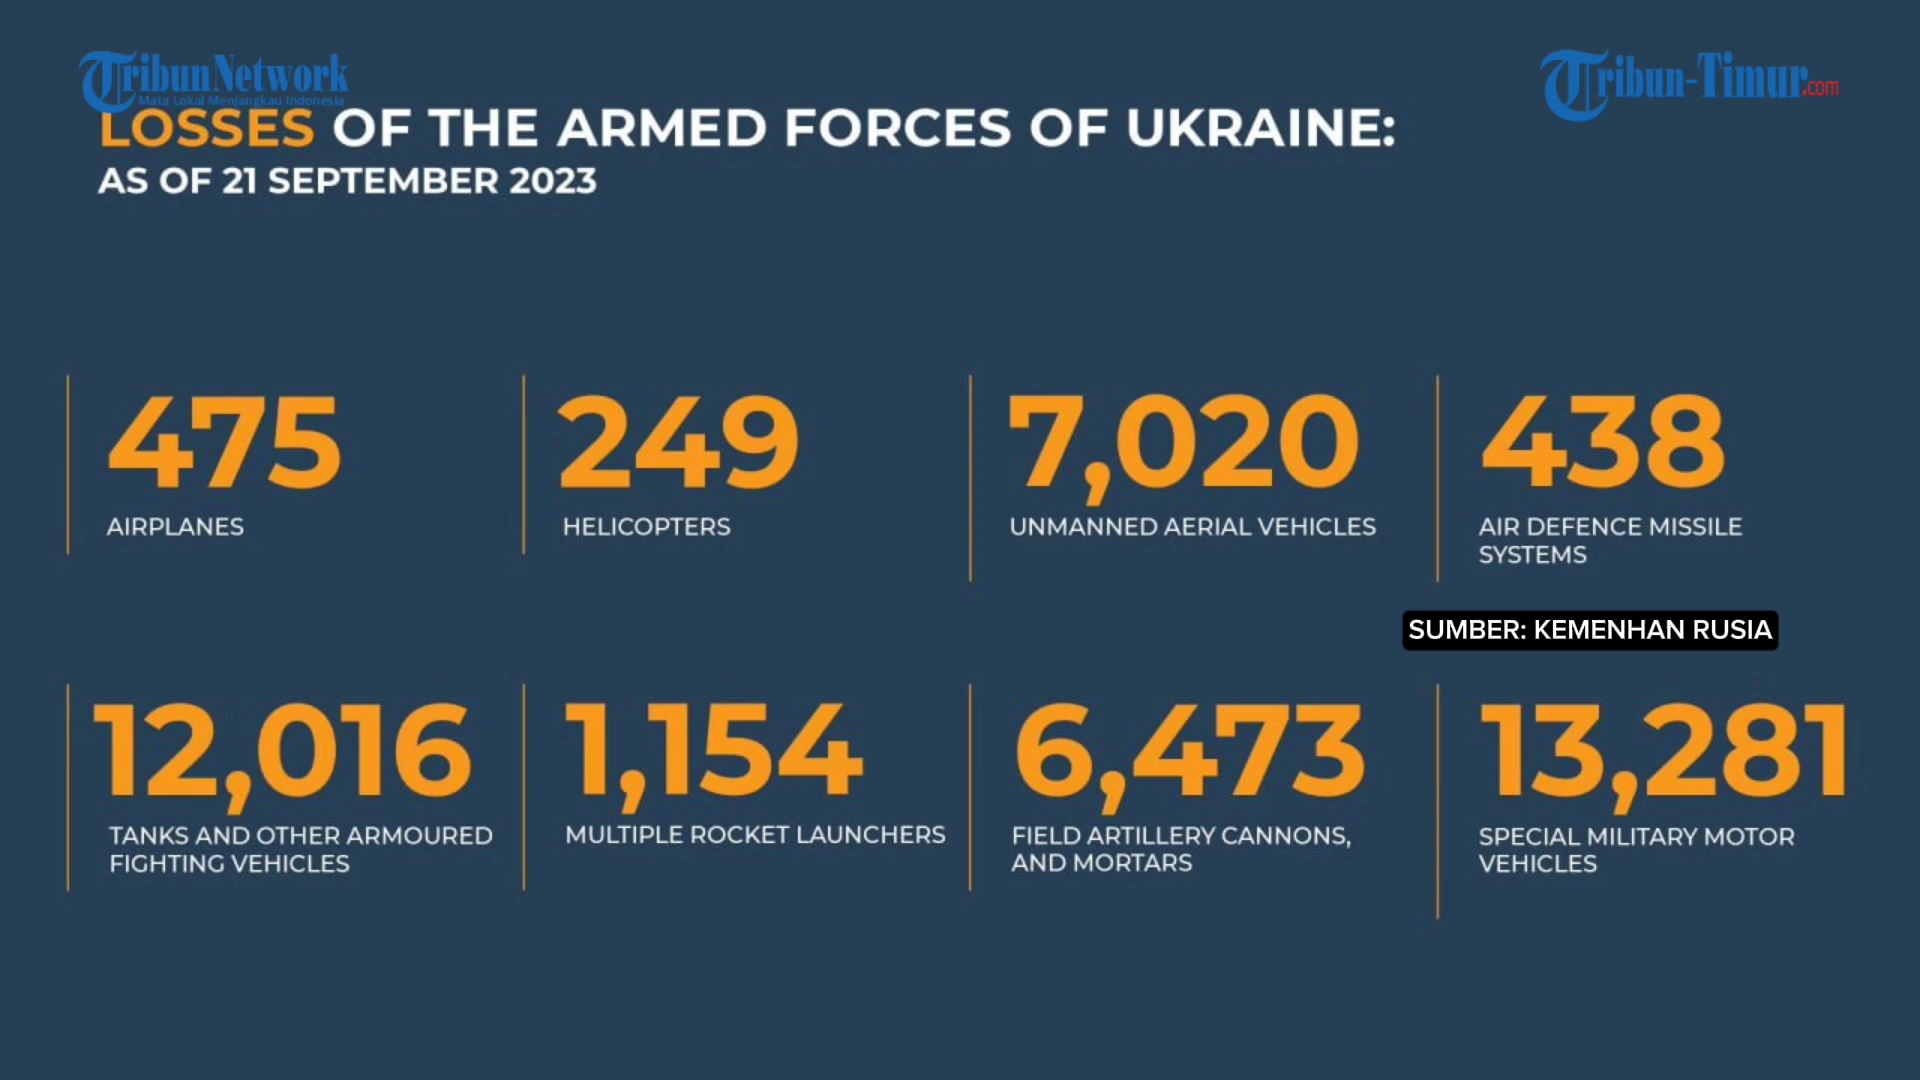 TribunNetwork
Mata Lokal Menjangkau Indonesia
Tribun-Timur.com
LOSSES OF THE ARMED FORCES OF UKRAINE:
AS OF 21 SEPTEMBER 2023
475
AIRPLANES
249
HELICOPTERS
7,020
UNMANNED AERIAL VEHICLES
438
AIR DEFENCE MISSILE
SYSTEMS
SUMBER: KEMENHAN RUSIA
12,016
TANKS AND OTHER ARMOURED
FIGHTING VEHICLES
1,154
MULTIPLE ROCKET LAUNCHERS
6,473
FIELD ARTILLERY CANNONS,
AND MORTARS
13,281
SPECIAL MILITARY MOTOR
VEHICLES